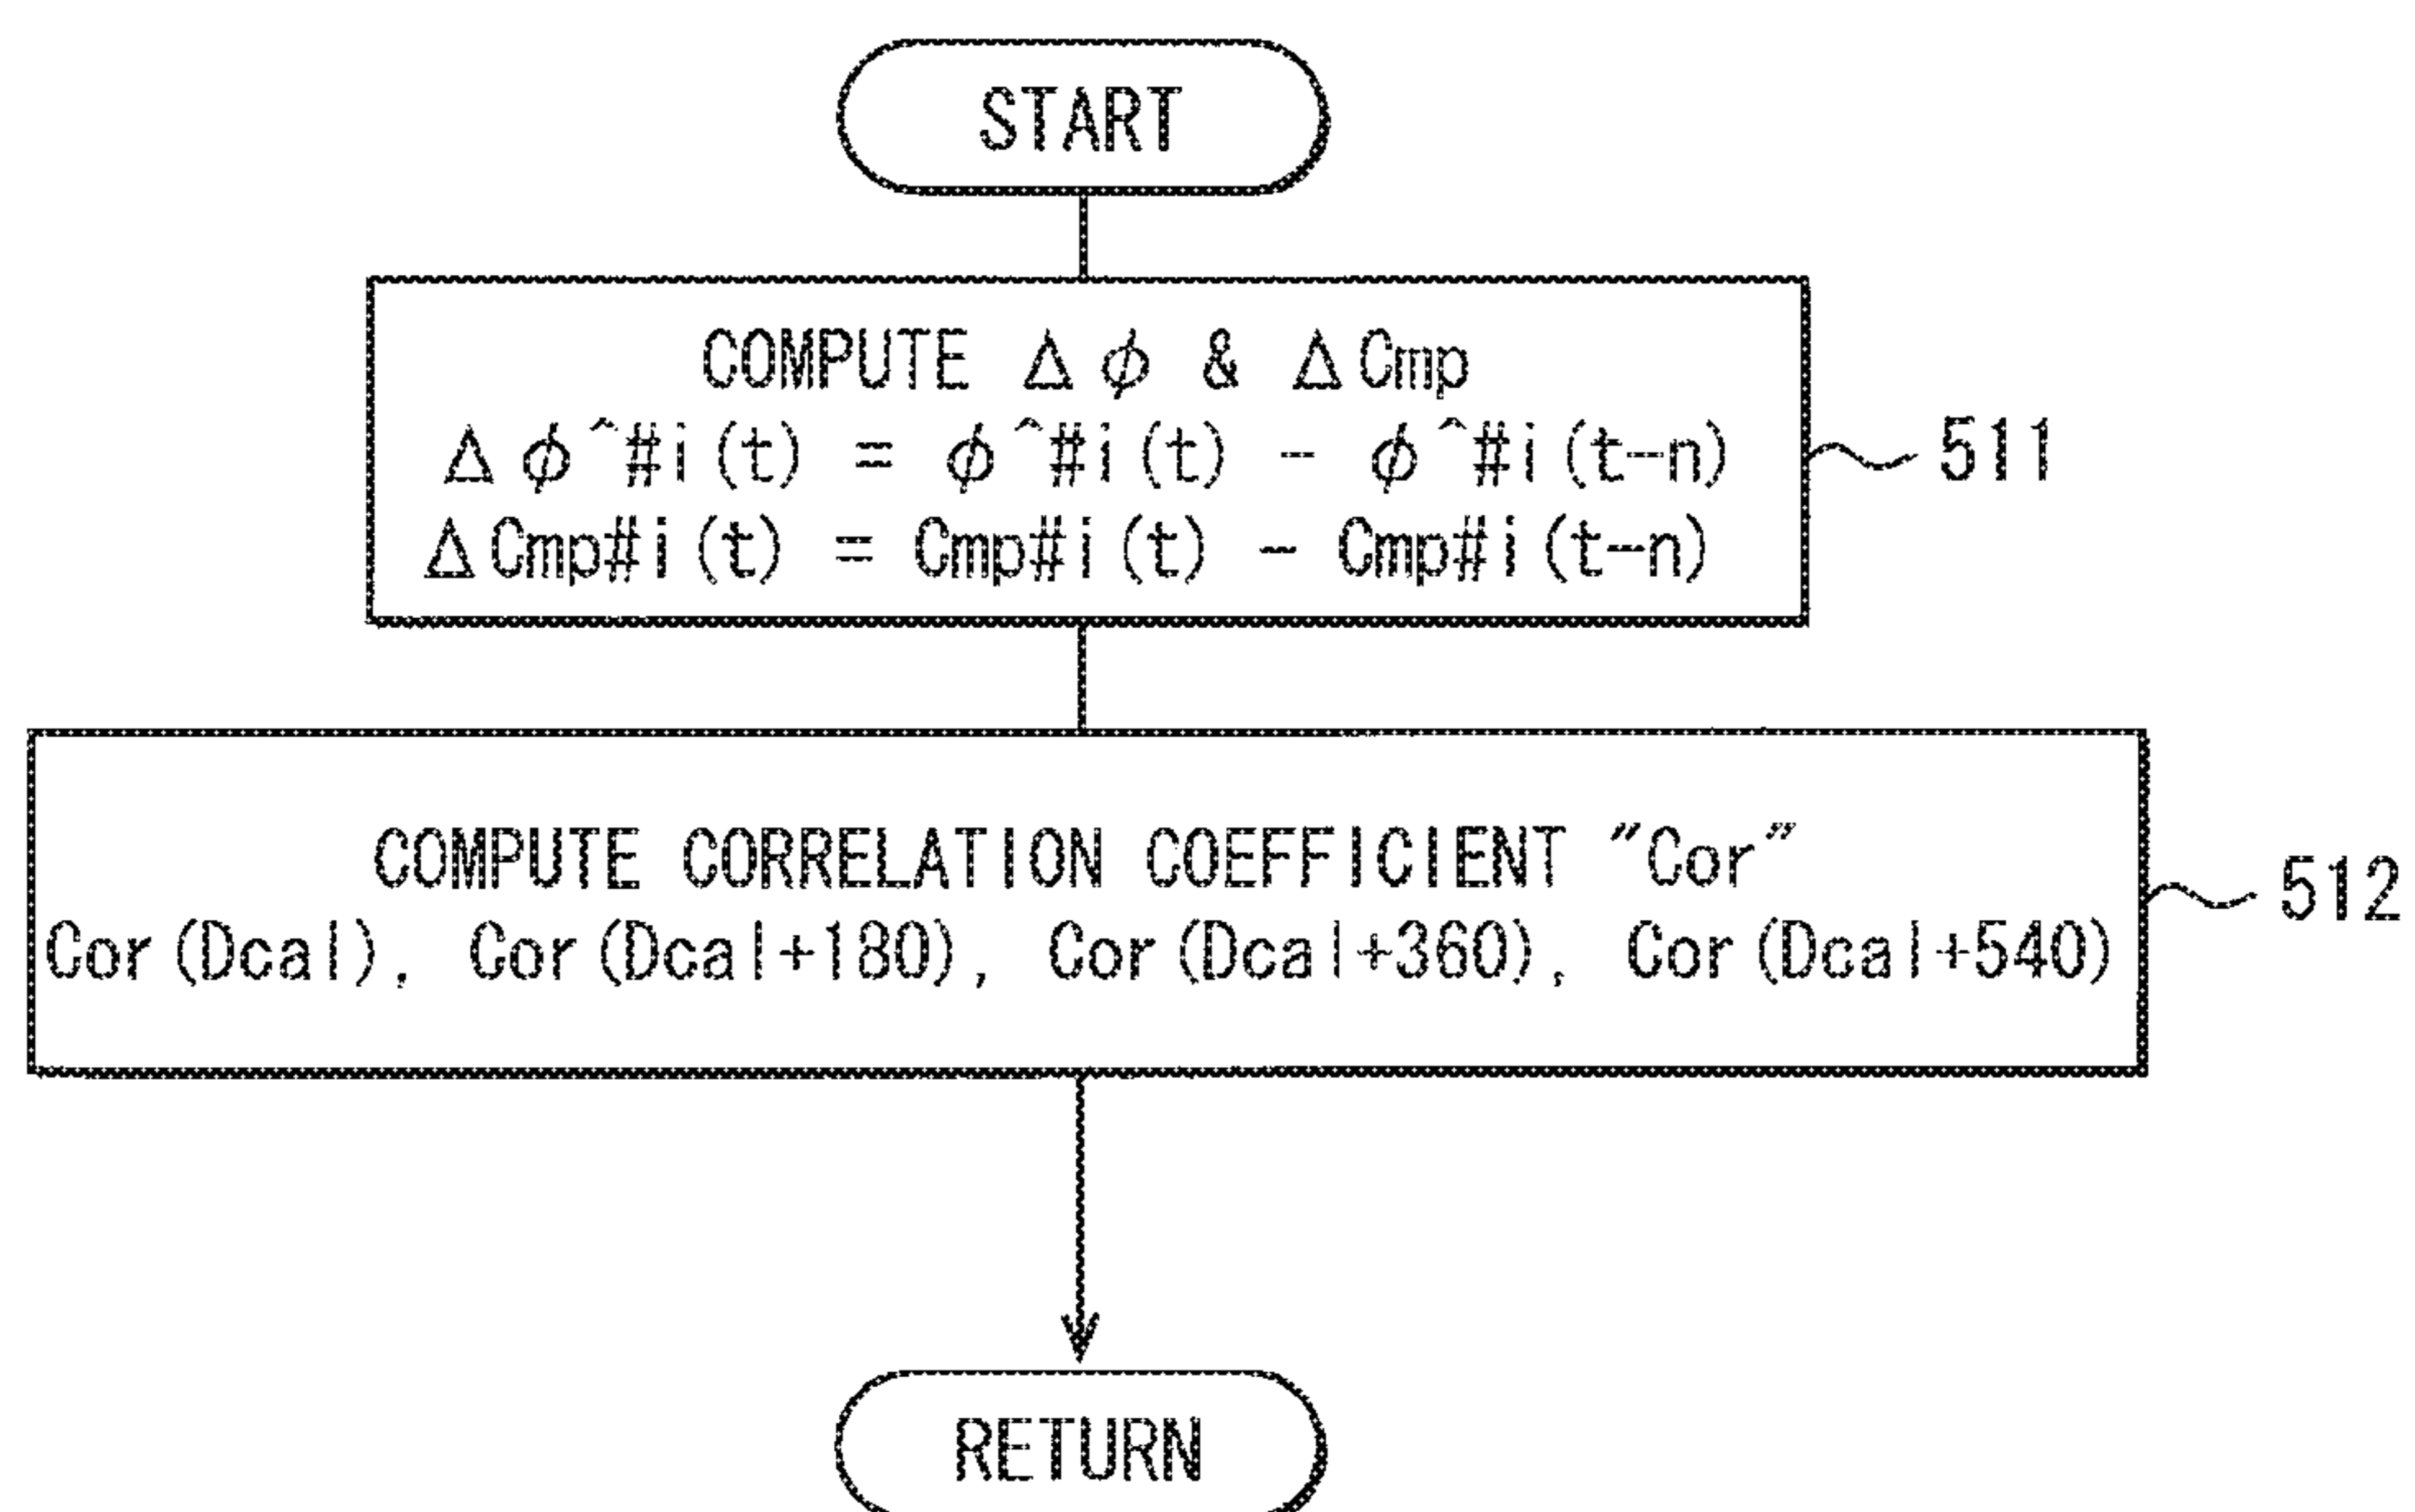 START
COMPUTE Δφ & ΔCmp
Δφ^#i(t) = φ^#i(t) - φ^#i(t-n)
ΔCmp#i(t) = Cmp#i(t) - Cmp#i(t-n)
511
COMPUTE CORRELATION COEFFICIENT "Cor"
Cor(Dcal), Cor(Dcal+180), Cor(Dcal+360), Cor(Dcal+540)
512
RETURN